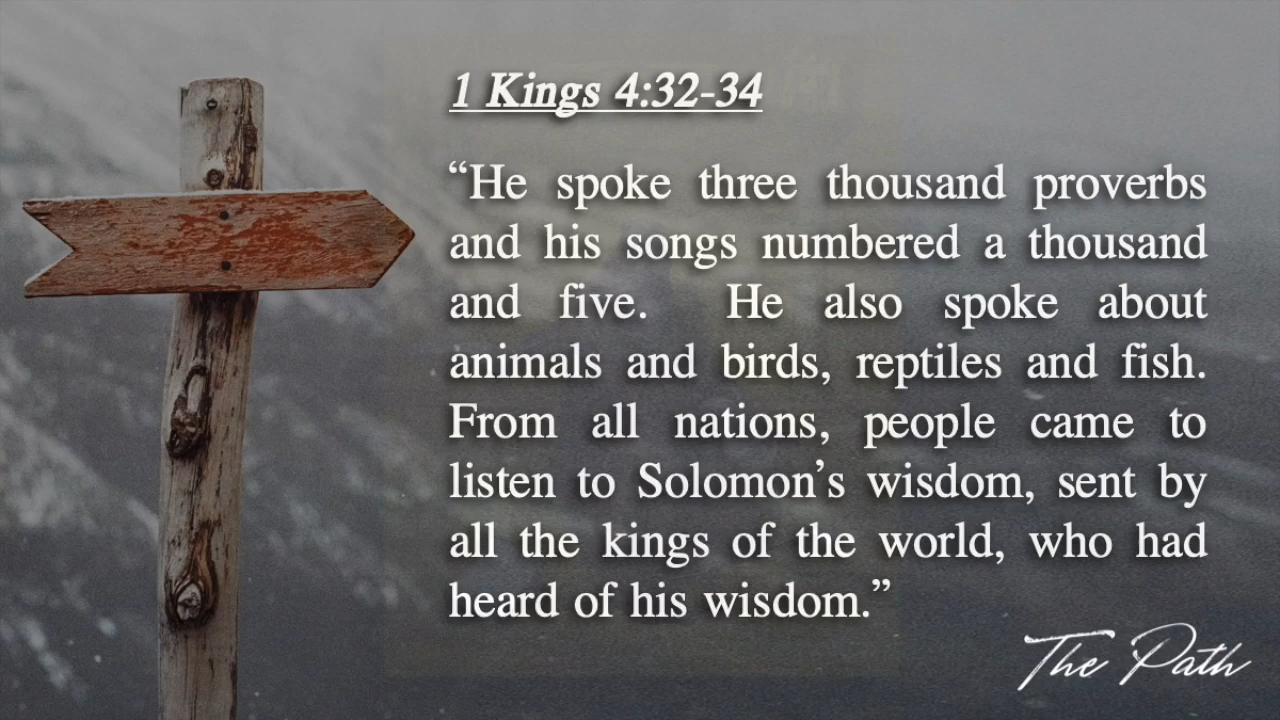 1 Kings 4:32-34
“He spoke three thousand proverbs
and his songs numbered a thousand
and five. He also spoke about
animals and birds, reptiles and fish.
From all nations, people came to
listen to Solomon’s wisdom, sent by
all the kings of the world, who had
heard of his wisdom.”
The Path